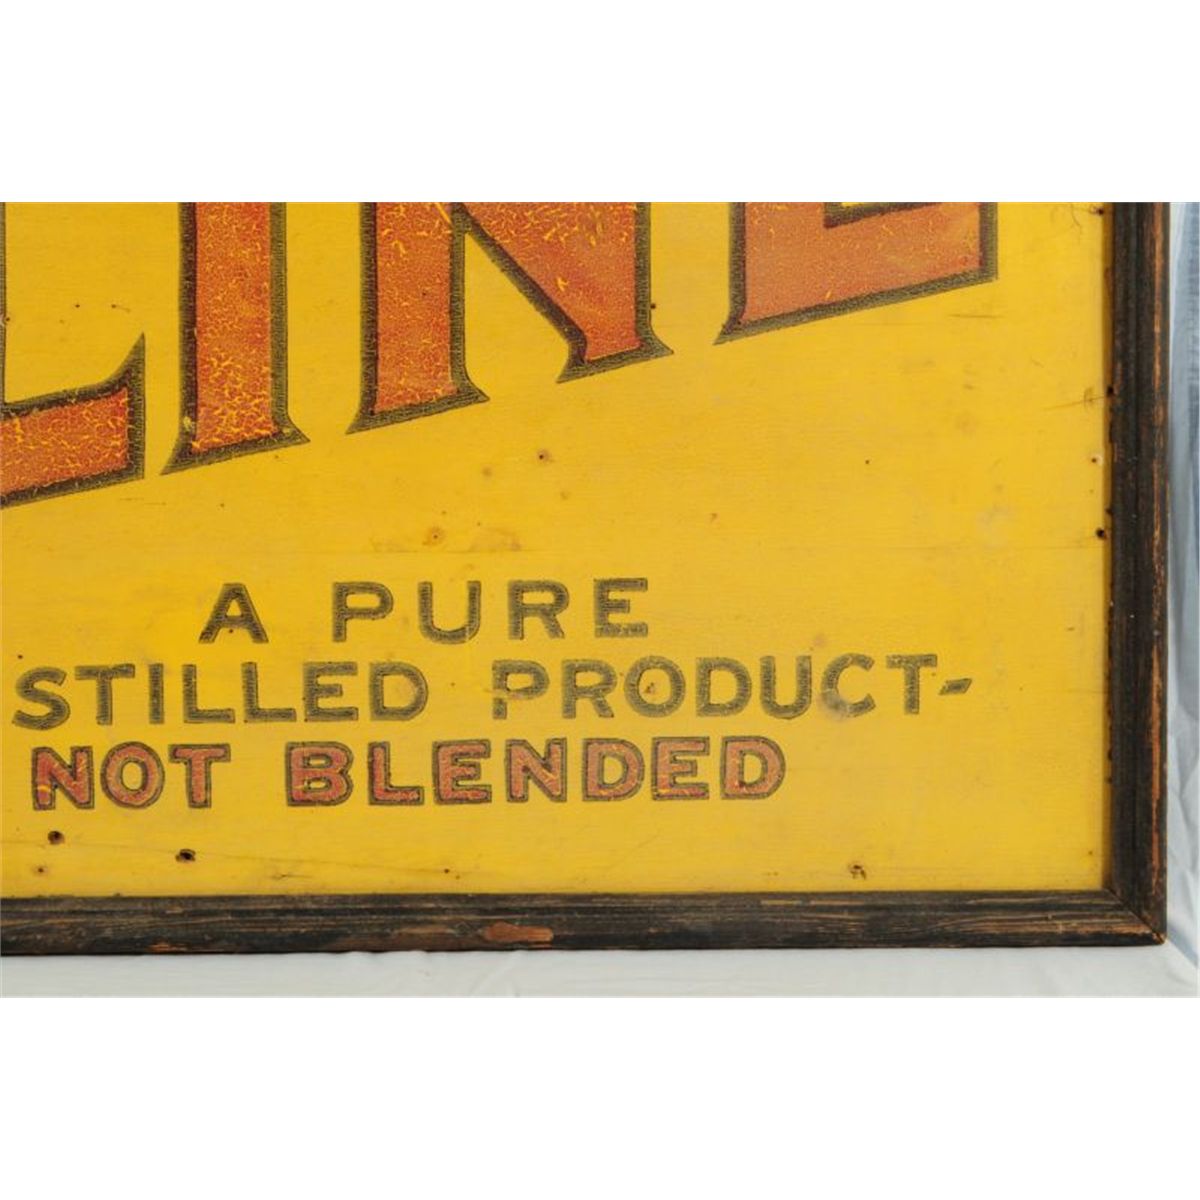 LINE
A PURE
STILLED PRODUCT-
NOT BLENDED